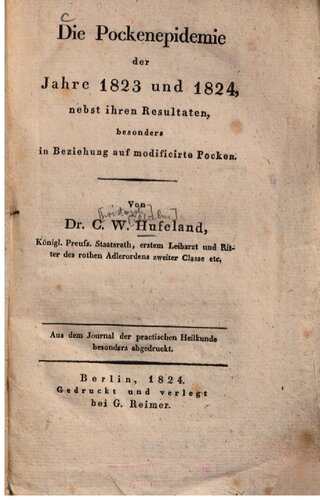 Die Pockenepidemie
der
Jahre 1823 und 1824,
nebst ihren Resultaten,
besonders
in Beziehung auf modificirte Pocken.
Von
Dr. C. W. Hufeland,
Königl. Preuſs. Staatsrath, erstem Leibarzt und Rit-
ter des rothen Adlerordens zweiter Classe etc.
Aus dem Journal der practischen Heilkunde
besonders abgedruckt.
Berlin, 1824.
Gedruckt und verlegt
bei G. Reimer.